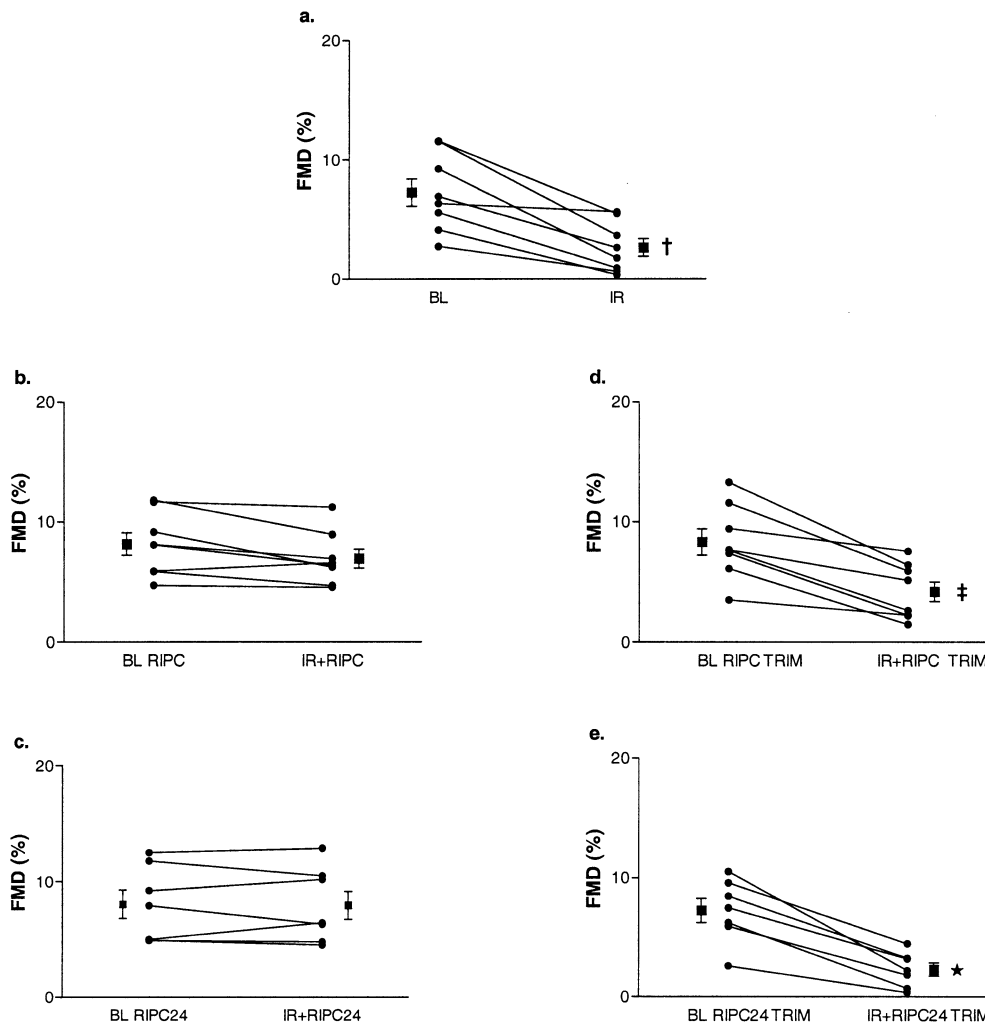 a.
20
10
0
FMD (%)
BL IR
†
b.
20
10
0
FMD (%)
BL RIPC IR+RIPC
d.
20
10
0
FMD (%)
BL RIPC TRIM IR+RIPC TRIM
‡
c.
20
10
0
FMD (%)
BL RIPC24 IR+RIPC24
e.
20
10
0
FMD (%)
BL RIPC24 TRIM IR+RIPC24 TRIM
★